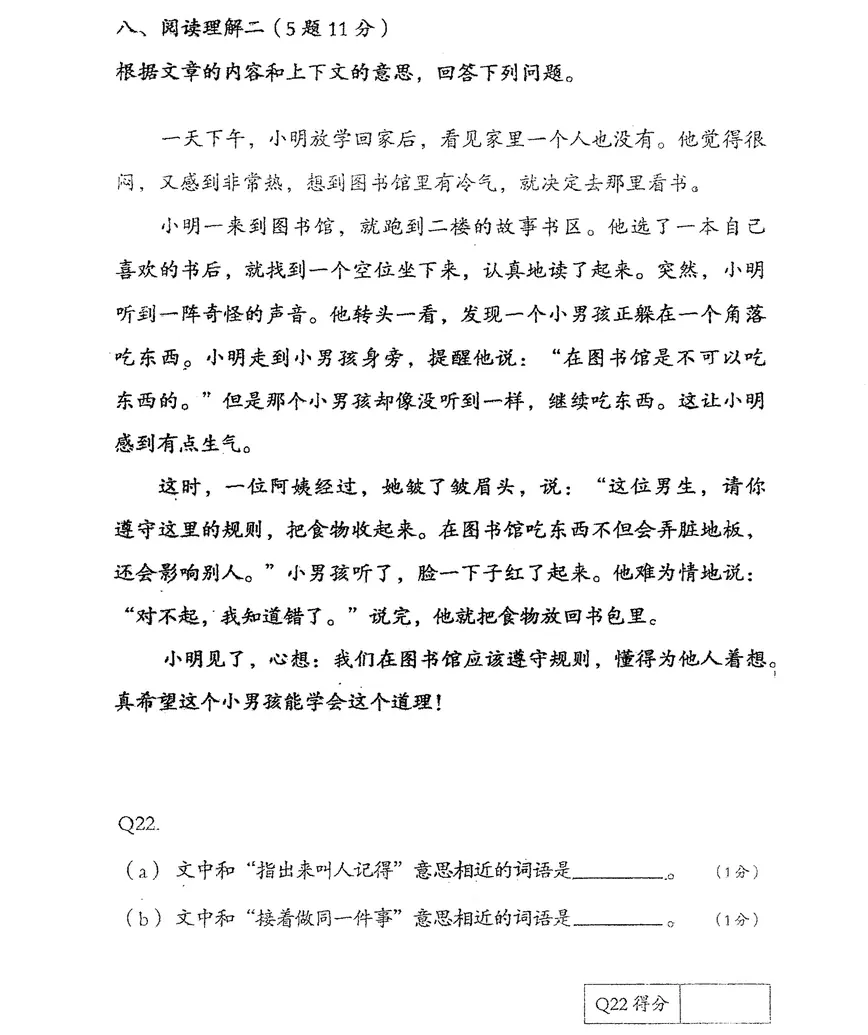 八、阅读理解二（5题11分）
根据文章的内容和上下文的意思，回答下列问题。
一天下午，小明放学回家后，看见家里一个人也没有。他觉得很
闷，又感到非常热，想到图书馆里有冷气，就决定去那里看书。
小明一来到图书馆，就跑到二楼的故事书区。他选了一本自己
喜欢的书后，就找到一个空位坐下来，认真地读了起来。突然，小明
听到一阵奇怪的声音。他转头一看，发现一个小男孩正躲在一个角落
吃东西。小明走到小男孩身旁，提醒他说：“在图书馆是不可以吃
东西的。”但是那个小男孩却像没听到一样，继续吃东西。这让小明
感到有点生气。
这时，一位阿姨经过，她皱了皱眉头，说：“这位男生，请你
遵守这里的规则，把食物收起来。在图书馆吃东西不但会弄脏地板，
还会影响别人。”小男孩听了，脸一下子红了起来。他难为情地说：
“对不起，我知道错了。”说完，他就把食物放回书包里。
小明见了，心想：我们在图书馆应该遵守规则，懂得为他人着想。
真希望这个小男孩能学会这个道理！
Q22.
（a）文中和“指出来叫人记得”意思相近的词语是________。（1分）
（b）文中和“接着做同一件事”意思相近的词语是________。（1分）
Q22得分